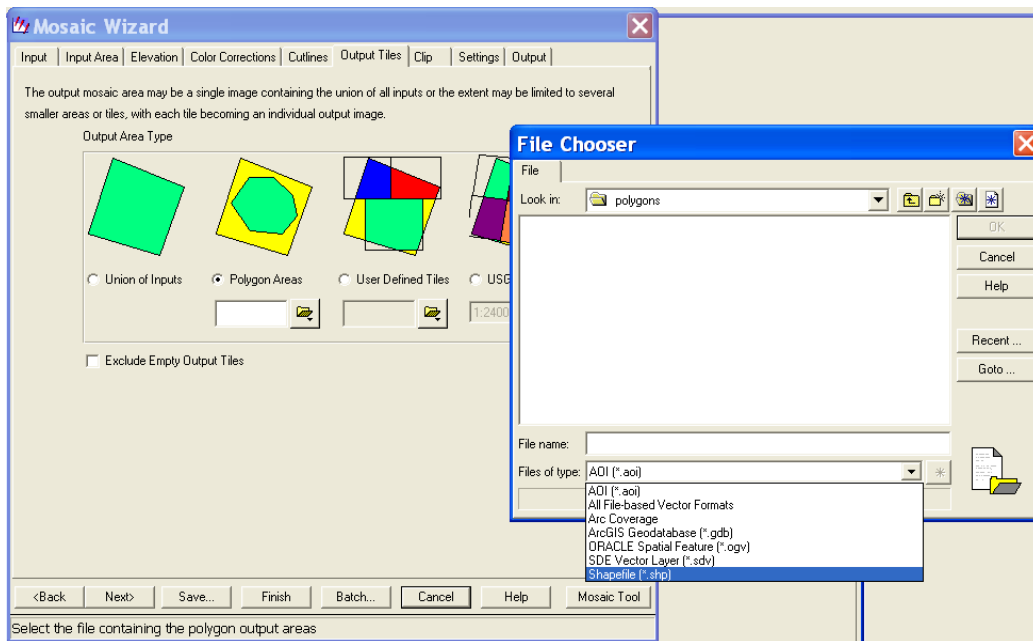 Mosaic Wizard
Input Input Area Elevation Color Corrections Cutlines Output Tiles Clip Settings Output
The output mosaic area may be a single image containing the union of all inputs or the extent may be limited to several
smaller areas or tiles, with each tile becoming an individual output image.
Output Area Type
Union of Inputs Polygon Areas User Defined Tiles USG
1:2400
Exclude Empty Output Tiles
<Back Next> Save... Finish Batch... Cancel Help Mosaic Tool
Select the file containing the polygon output areas
File Chooser
File
Look in: polygons
OK
Cancel
Help
Recent ...
Goto ...
File name:
Files of type: AOI (*.aoi)
AOI (*.aoi)
All File-based Vector Formats
Arc Coverage
ArcGIS Geodatabase (*.gdb)
ORACLE Spatial Feature (*.ogv)
SDE Vector Layer (*.sdv)
Shapefile (*.shp)